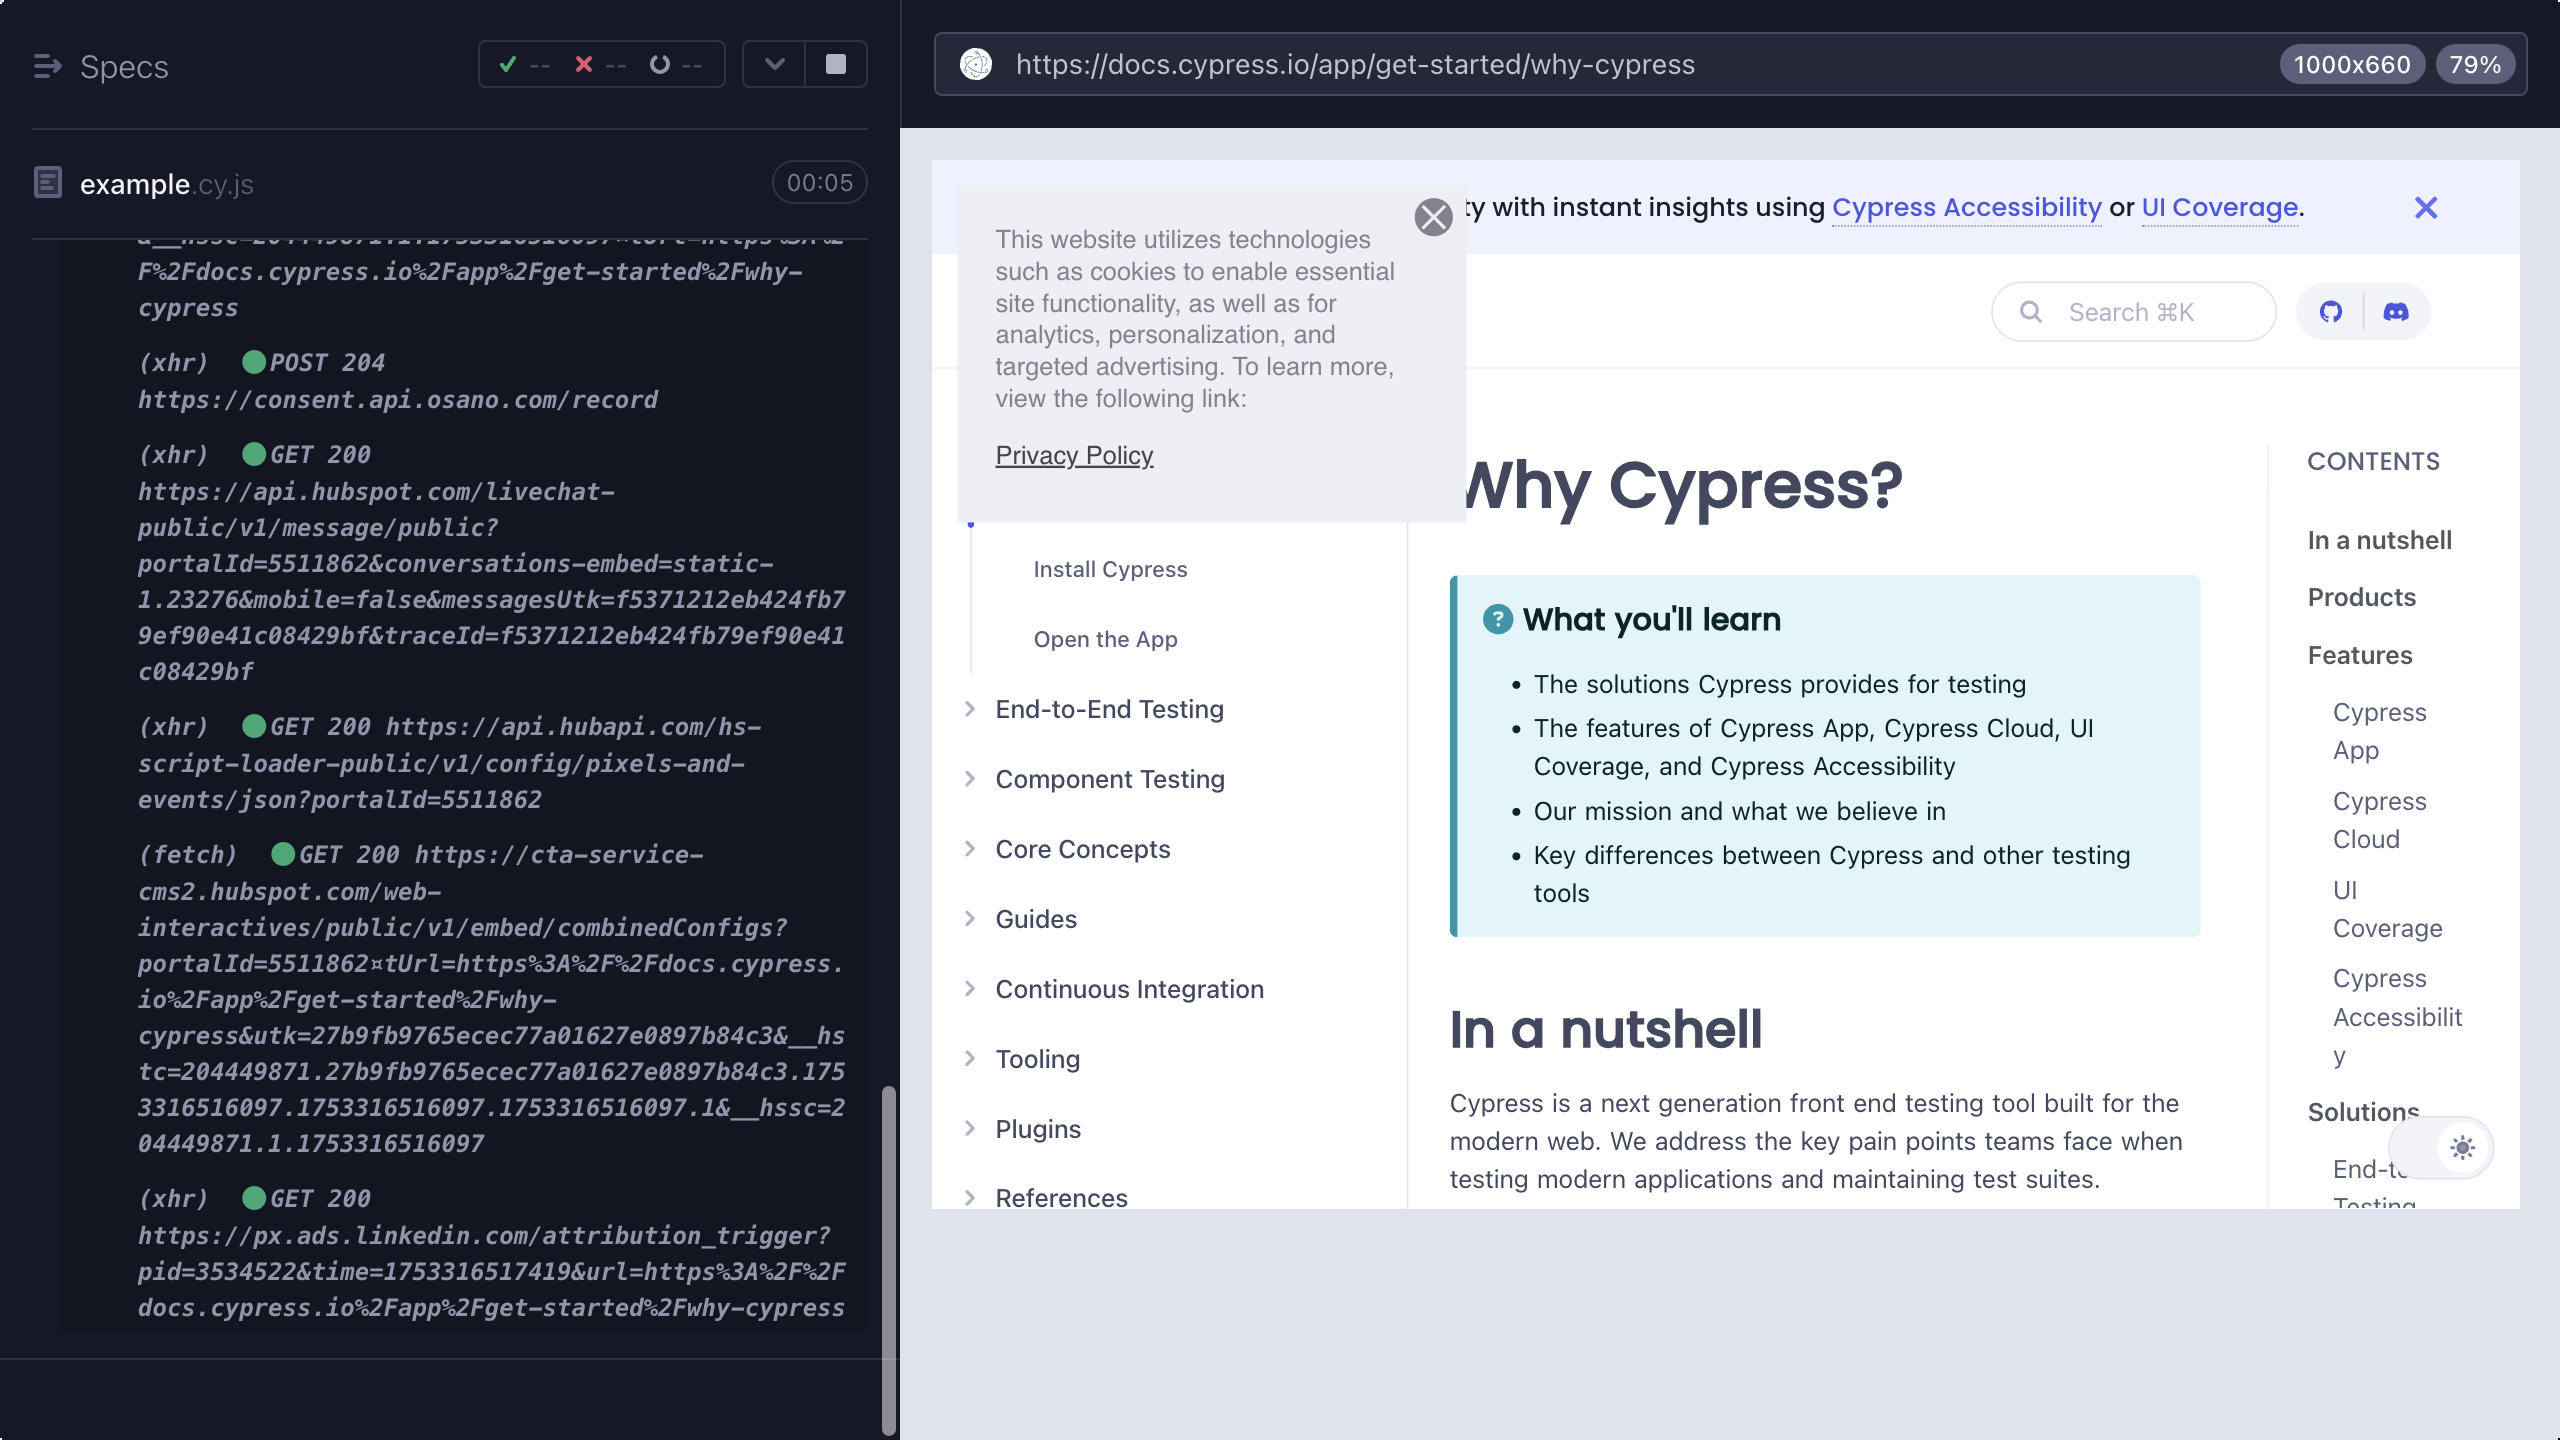 Specs
-- -- --
example.cy.js
00:05
F%2Fdocs.cypress.io%2Fapp%2Fget-started%2Fwhy-
cypress
(xhr) POST 204
https://consent.api.osano.com/record
(xhr) GET 200
https://api.hubspot.com/livechat-
public/v1/message/public?
portalId=5511862&conversations-embed=static-
1.23276&mobile=false&messagesUtk=f5371212eb424fb7
9ef90e41c08429bf&traceId=f5371212eb424fb79ef90e41
c08429bf
(xhr) GET 200 https://api.hubapi.com/hs-
script-loader-public/v1/config/pixels-and-
events/json?portalId=5511862
(fetch) GET 200 https://cta-service-
cms2.hubspot.com/web-
interactives/public/v1/embed/combinedConfigs?
portalId=5511862¤tUrl=https%3A%2F%2Fdocs.cypress.
io%2Fapp%2Fget-started%2Fwhy-
cypress&utk=27b9fb9765ecec77a01627e0897b84c3&__hs
tc=204449871.27b9fb9765ecec77a01627e0897b84c3.175
3316516097.1753316516097.1753316516097.1&__hssc=2
04449871.1.1753316516097
(xhr) GET 200
https://px.ads.linkedin.com/attribution_trigger?
pid=3534522&time=1753316517419&url=https%3A%2F%2F
docs.cypress.io%2Fapp%2Fget-started%2Fwhy-cypress
https://docs.cypress.io/app/get-started/why-cypress
1000x660
79%
ty with instant insights using Cypress Accessibility or UI Coverage.
This website utilizes technologies
such as cookies to enable essential
site functionality, as well as for
analytics, personalization, and
targeted advertising. To learn more,
view the following link:
Privacy Policy
Search ⌘K
Install Cypress
Open the App
End-to-End Testing
Component Testing
Core Concepts
Guides
Continuous Integration
Tooling
Plugins
References
Why Cypress?
What you'll learn
• The solutions Cypress provides for testing
• The features of Cypress App, Cypress Cloud, UI
Coverage, and Cypress Accessibility
• Our mission and what we believe in
• Key differences between Cypress and other testing
tools
In a nutshell
Cypress is a next generation front end testing tool built for the
modern web. We address the key pain points teams face when
testing modern applications and maintaining test suites.
CONTENTS
In a nutshell
Products
Features
Cypress
App
Cypress
Cloud
UI
Coverage
Cypress
Accessibilit
y
Solutions
End-to
Testing